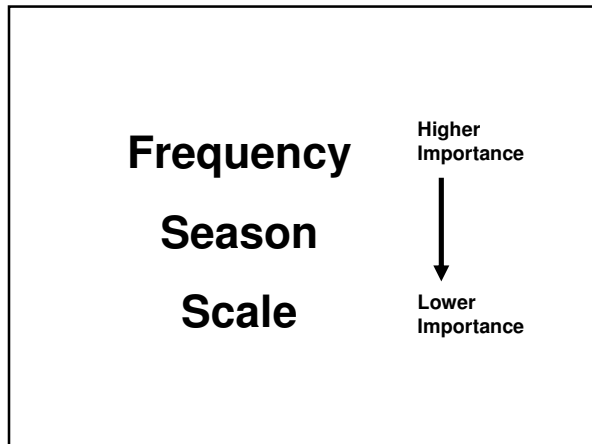 Frequency
Season
Scale
Higher
Importance
Lower
Importance